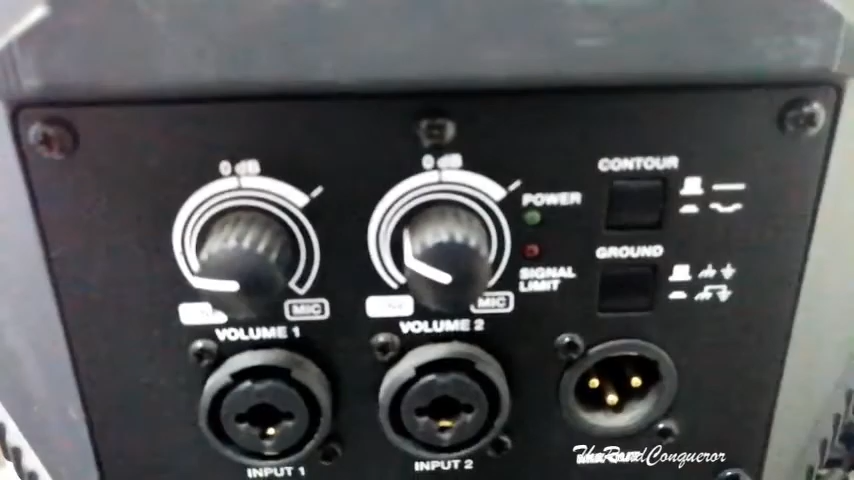 0 dB
0 dB
CONTOUR
POWER
GROUND
SIGNAL
LIMIT
MIC
MIC
VOLUME 1
VOLUME 2
INPUT 1
INPUT 2
TheRoadConqueror